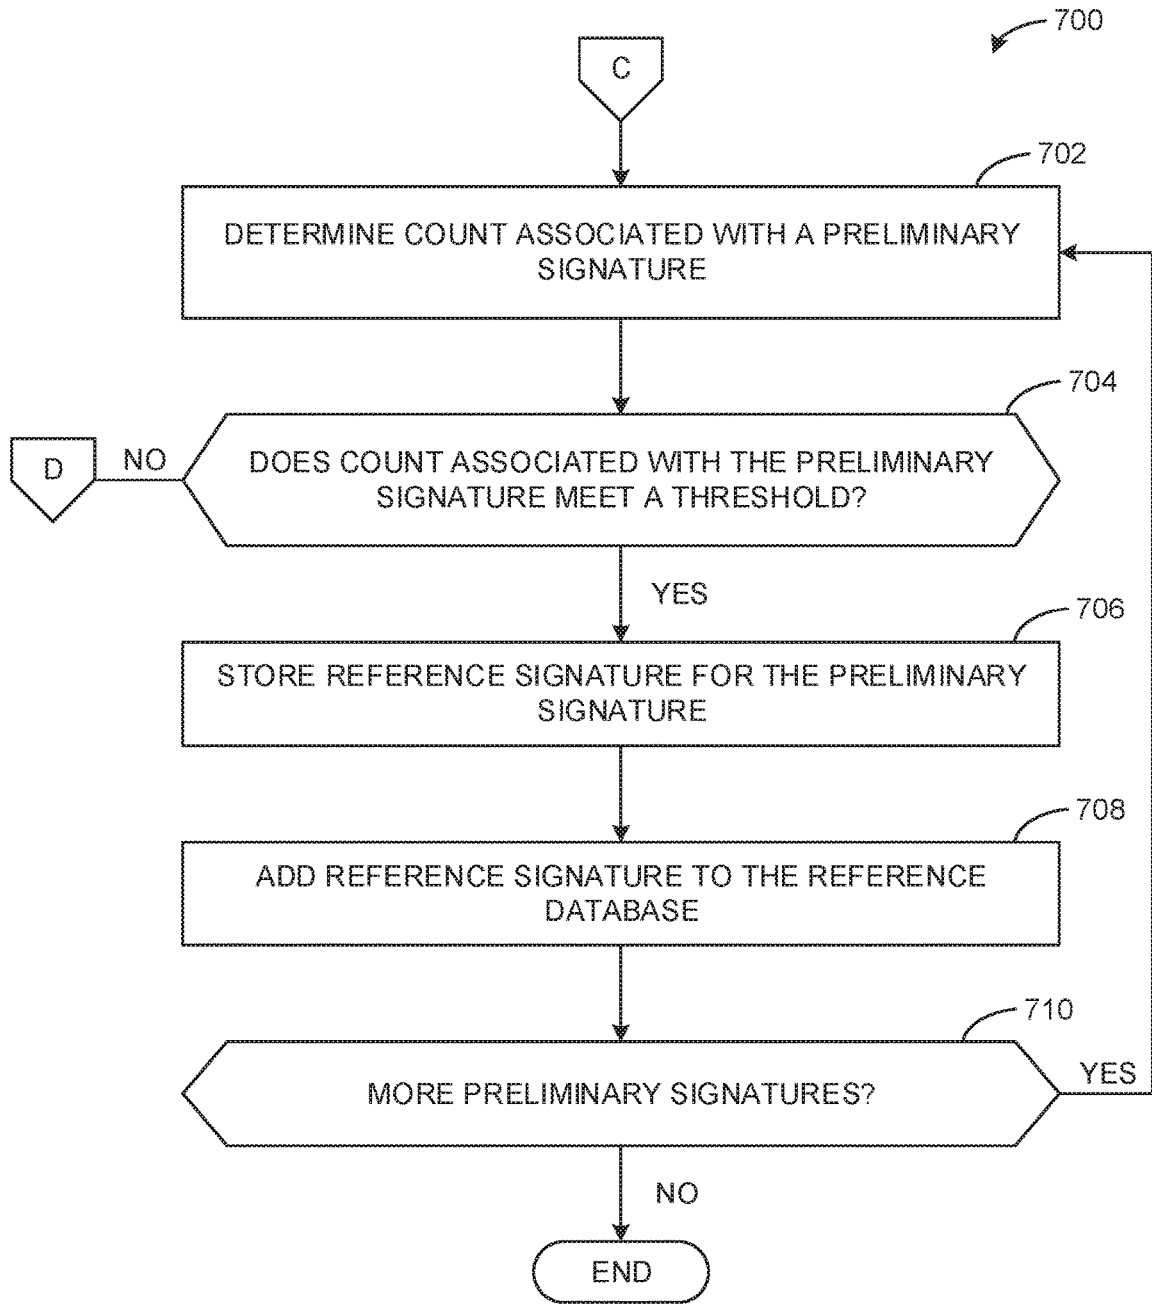 700
C
702
DETERMINE COUNT ASSOCIATED WITH A PRELIMINARY
SIGNATURE
704
D
NO
DOES COUNT ASSOCIATED WITH THE PRELIMINARY
SIGNATURE MEET A THRESHOLD?
YES
706
STORE REFERENCE SIGNATURE FOR THE PRELIMINARY
SIGNATURE
708
ADD REFERENCE SIGNATURE TO THE REFERENCE
DATABASE
710
MORE PRELIMINARY SIGNATURES?
YES
NO
END